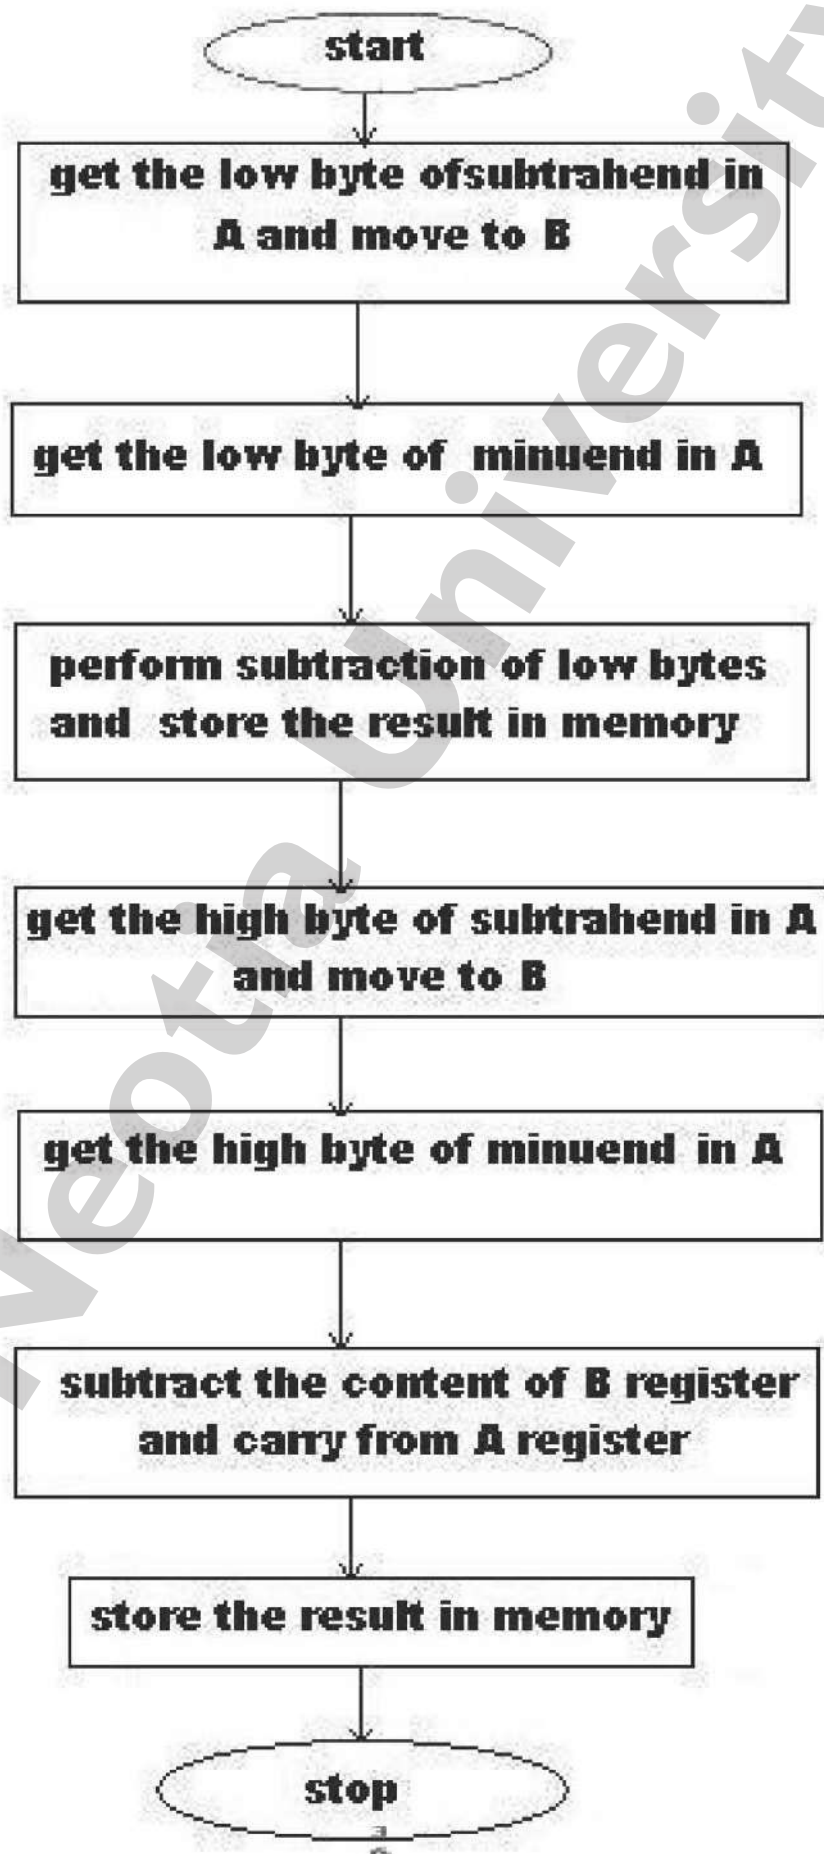 start
get the low byte ofsubtrahend in
A and move to B
get the low byte of minuend in A
perform subtraction of low bytes
and store the result in memory
get the high byte of subtrahend in A
and move to B
get the high byte of minuend in A
subtract the content of B register
and carry from A register
store the result in memory
stop
Neotia University